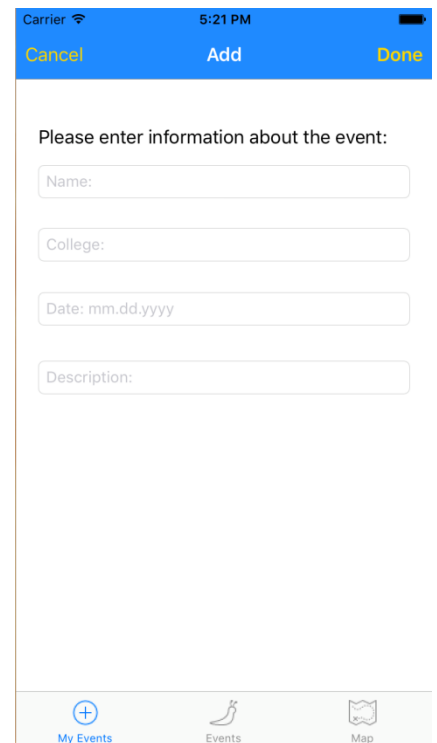 Carrier 5:21 PM
Cancel Add Done
Please enter information about the event:
Name:
College:
Date: mm.dd.yyyy
Description:
My Events Events Map